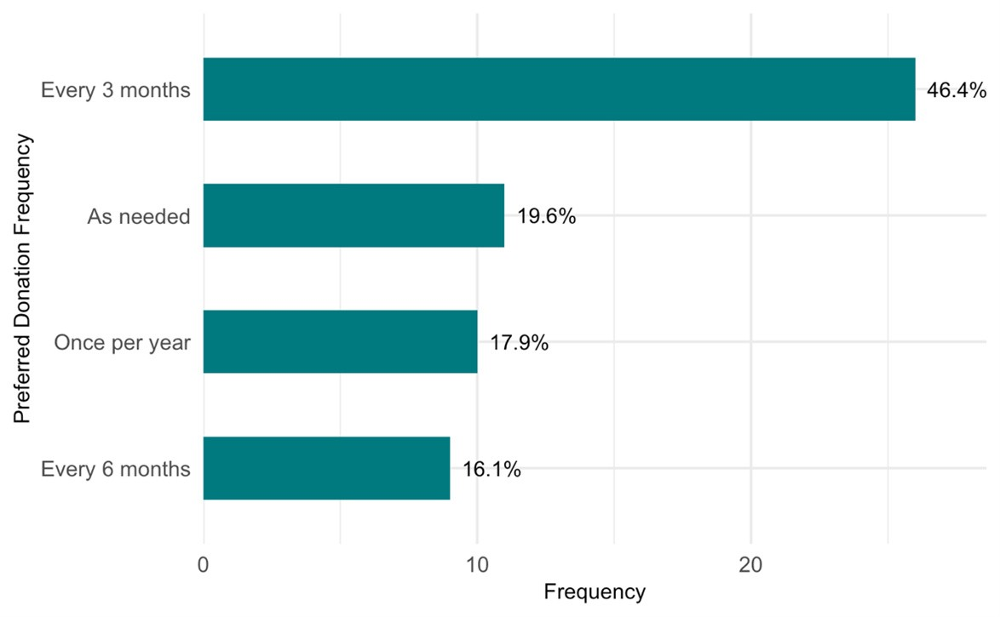 Preferred Donation Frequency
Every 3 months
46.4%
As needed
19.6%
Once per year
17.9%
Every 6 months
16.1%
0
10
20
Frequency